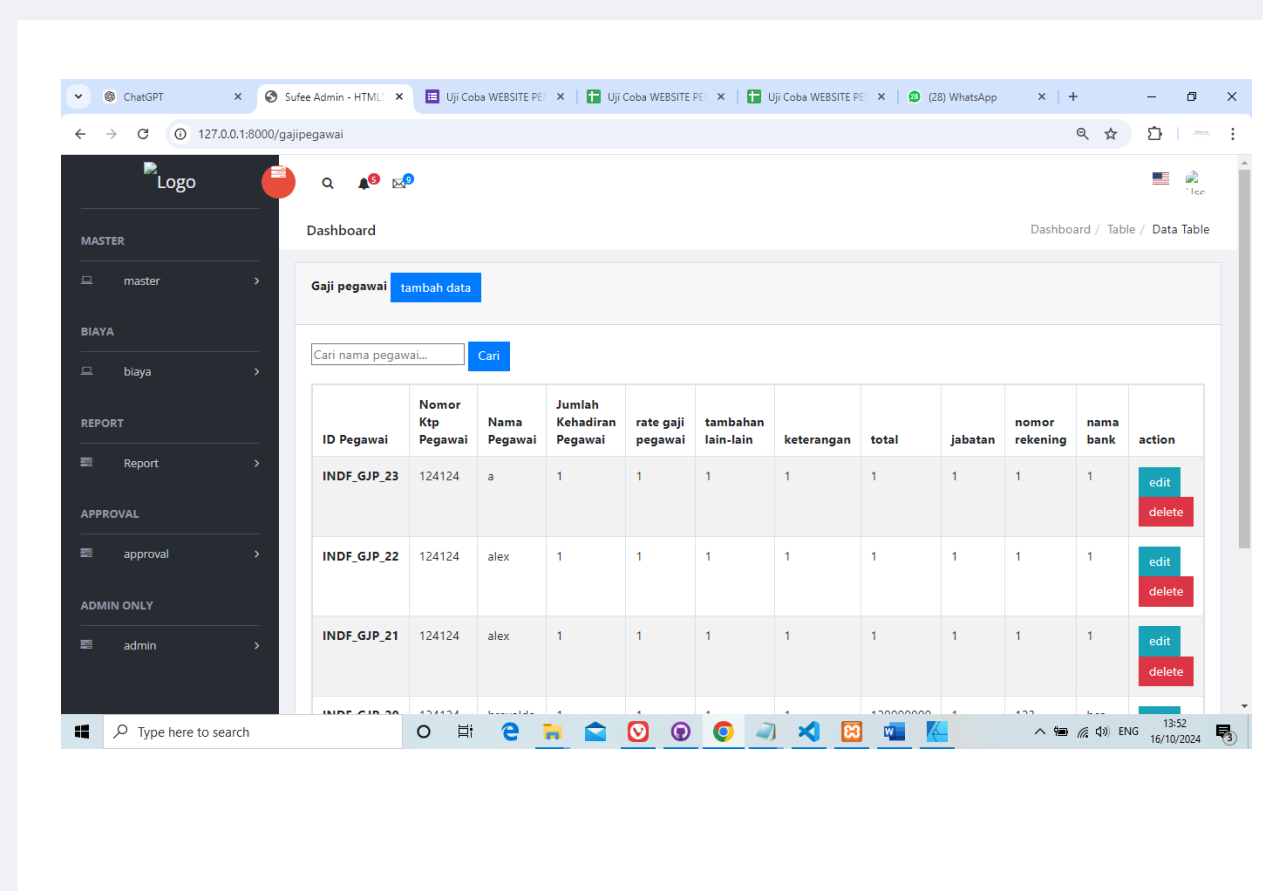 ChatGPT
Sufee Admin - HTML
Uji Coba WEBSITE PE
Uji Coba WEBSITE PE
Uji Coba WEBSITE PE
(28) WhatsApp
127.0.0.1:8000/gajipegawai
Logo
5
9
Dashboard
Dashboard / Table / Data Table
MASTER
master
BIAYA
biaya
REPORT
Report
APPROVAL
approval
ADMIN ONLY
admin
Gaji pegawai tambah data
Cari nama pegawai... Cari
ID Pegawai Nomor Ktp Pegawai Nama Pegawai Jumlah Kehadiran Pegawai rate gaji pegawai tambahan lain-lain keterangan total jabatan nomor rekening nama bank action
INDF_GJP_23 124124 a 1 1 1 1 1 1 1 1 edit
delete
INDF_GJP_22 124124 alex 1 1 1 1 1 1 1 1 edit
delete
INDF_GJP_21 124124 alex 1 1 1 1 1 1 1 1 edit
delete
Type here to search
ENG
13:52
16/10/2024
3